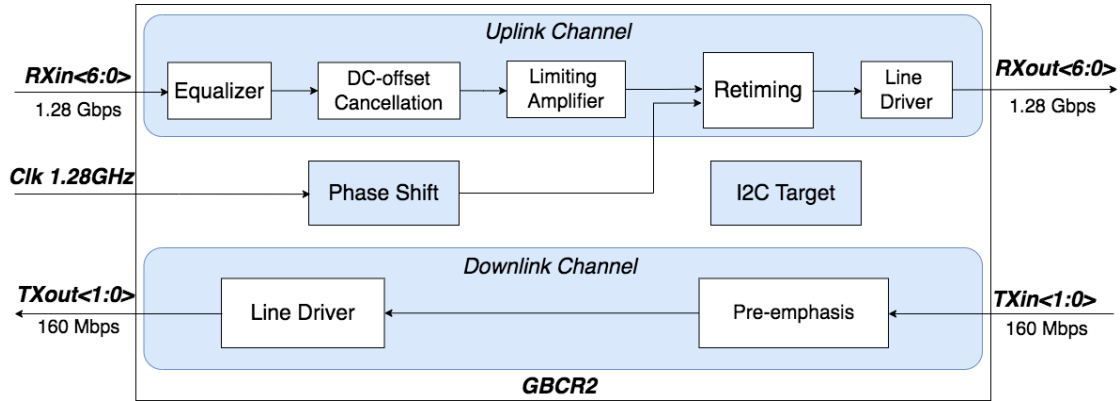 Uplink Channel
RXin<6:0>
1.28 Gbps
Equalizer
DC-offset
Cancellation
Limiting
Amplifier
Retiming
Line
Driver
RXout<6:0>
1.28 Gbps
Clk 1.28GHz
Phase Shift
I2C Target
Downlink Channel
TXout<1:0>
160 Mbps
Line Driver
Pre-emphasis
TXin<1:0>
160 Mbps
GBCR2